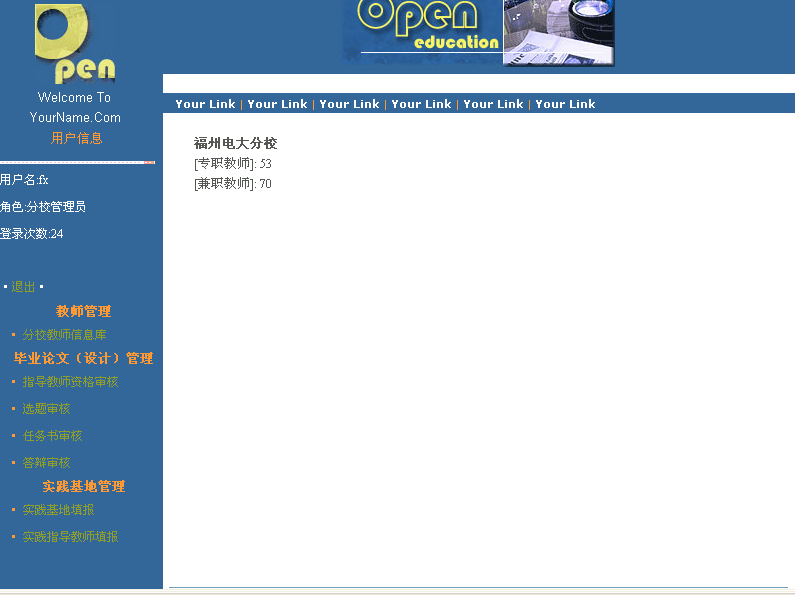 Open
education
Open
Welcome To
YourName.Com
用户信息
用户名:fx
角色:分校管理员
登录次数:24
· 退出 ·
教师管理
· 分校教师信息库
毕业论文（设计）管理
· 指导教师资格审核
· 选题审核
· 任务书审核
· 答辩审核
实践基地管理
· 实践基地填报
· 实践指导教师填报
Your Link | Your Link | Your Link | Your Link | Your Link | Your Link
福州电大分校
[专职教师]: 53
[兼职教师]: 70